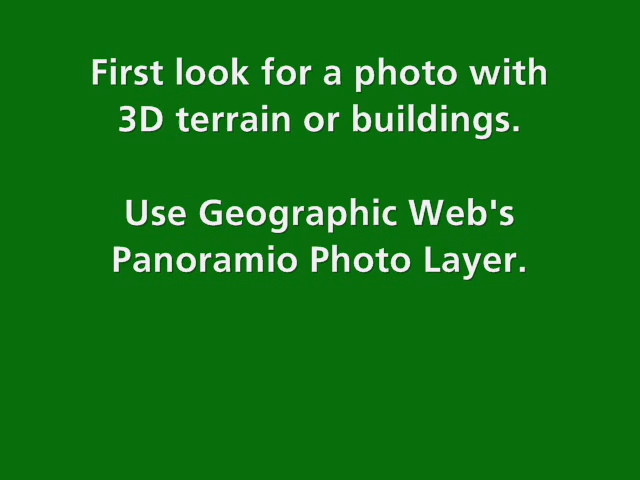 First look for a photo with
3D terrain or buildings.
Use Geographic Web's
Panoramio Photo Layer.